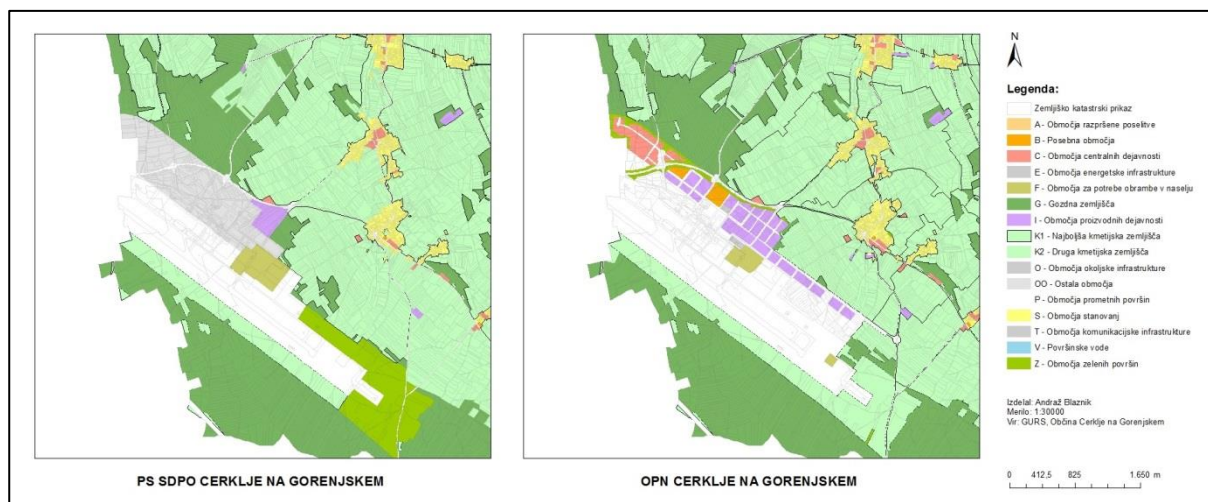 N
Legenda:
Zemljiško katastrski prikaz
A - Območja razpršene poselitve
B - Posebna območja
C - Območja centralnih dejavnosti
E - Območja energetske infrastrukture
F - Območja za potrebe obrambe v naselju
G - Gozdna zemljišča
I - Območja proizvodnih dejavnosti
K1 - Najboljša kmetijska zemljišča
K2 - Druga kmetijska zemljišča
O - Območja okoljske infrastrukture
OO - Ostala območja
P - Območja prometnih površin
S - Območja stanovanj
T - Območja komunikacijske infrastrukture
V - Površinske vode
Z - Območja zelenih površin
Izdelal: Andraž Blaznik
Merilo: 1:30000
Vir: GURS, Občina Cerklje na Gorenjskem
0 412,5 825 1.650 m
PS SDPO CERKLJE NA GORENJSKEM
OPN CERKLJE NA GORENJSKEM